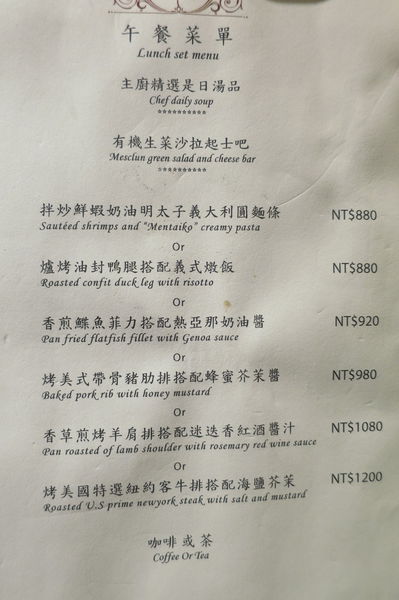 午餐菜單
Lunch set menu
主廚精選是日湯品
Chef daily soup
**********
有機生菜沙拉起士吧
Mesclun green salad and cheese bar
**********
拌炒鮮蝦奶油明太子義大利圓麵條 NT$880
Sautéed shrimps and "Mentaiko" creamy pasta
Or
爐烤油封鴨腿搭配義式燉飯 NT$880
Roasted confit duck leg with risotto
Or
香煎鰈魚菲力搭配熱亞那奶油醬 NT$920
Pan fried flatfish fillet with Genoa sauce
Or
烤美式帶骨豬肋排搭配蜂蜜芥茉醬 NT$980
Baked pork rib with honey mustard
Or
香草煎烤羊肩排搭配迷迭香紅酒醬汁 NT$1080
Pan roasted of lamb shoulder with rosemary red wine sauce
Or
烤美國特選紐約客牛排搭配海鹽芥茉 NT$1200
Roasted U.S prime newyork steak with salt and mustard
咖啡或茶
Coffee Or Tea